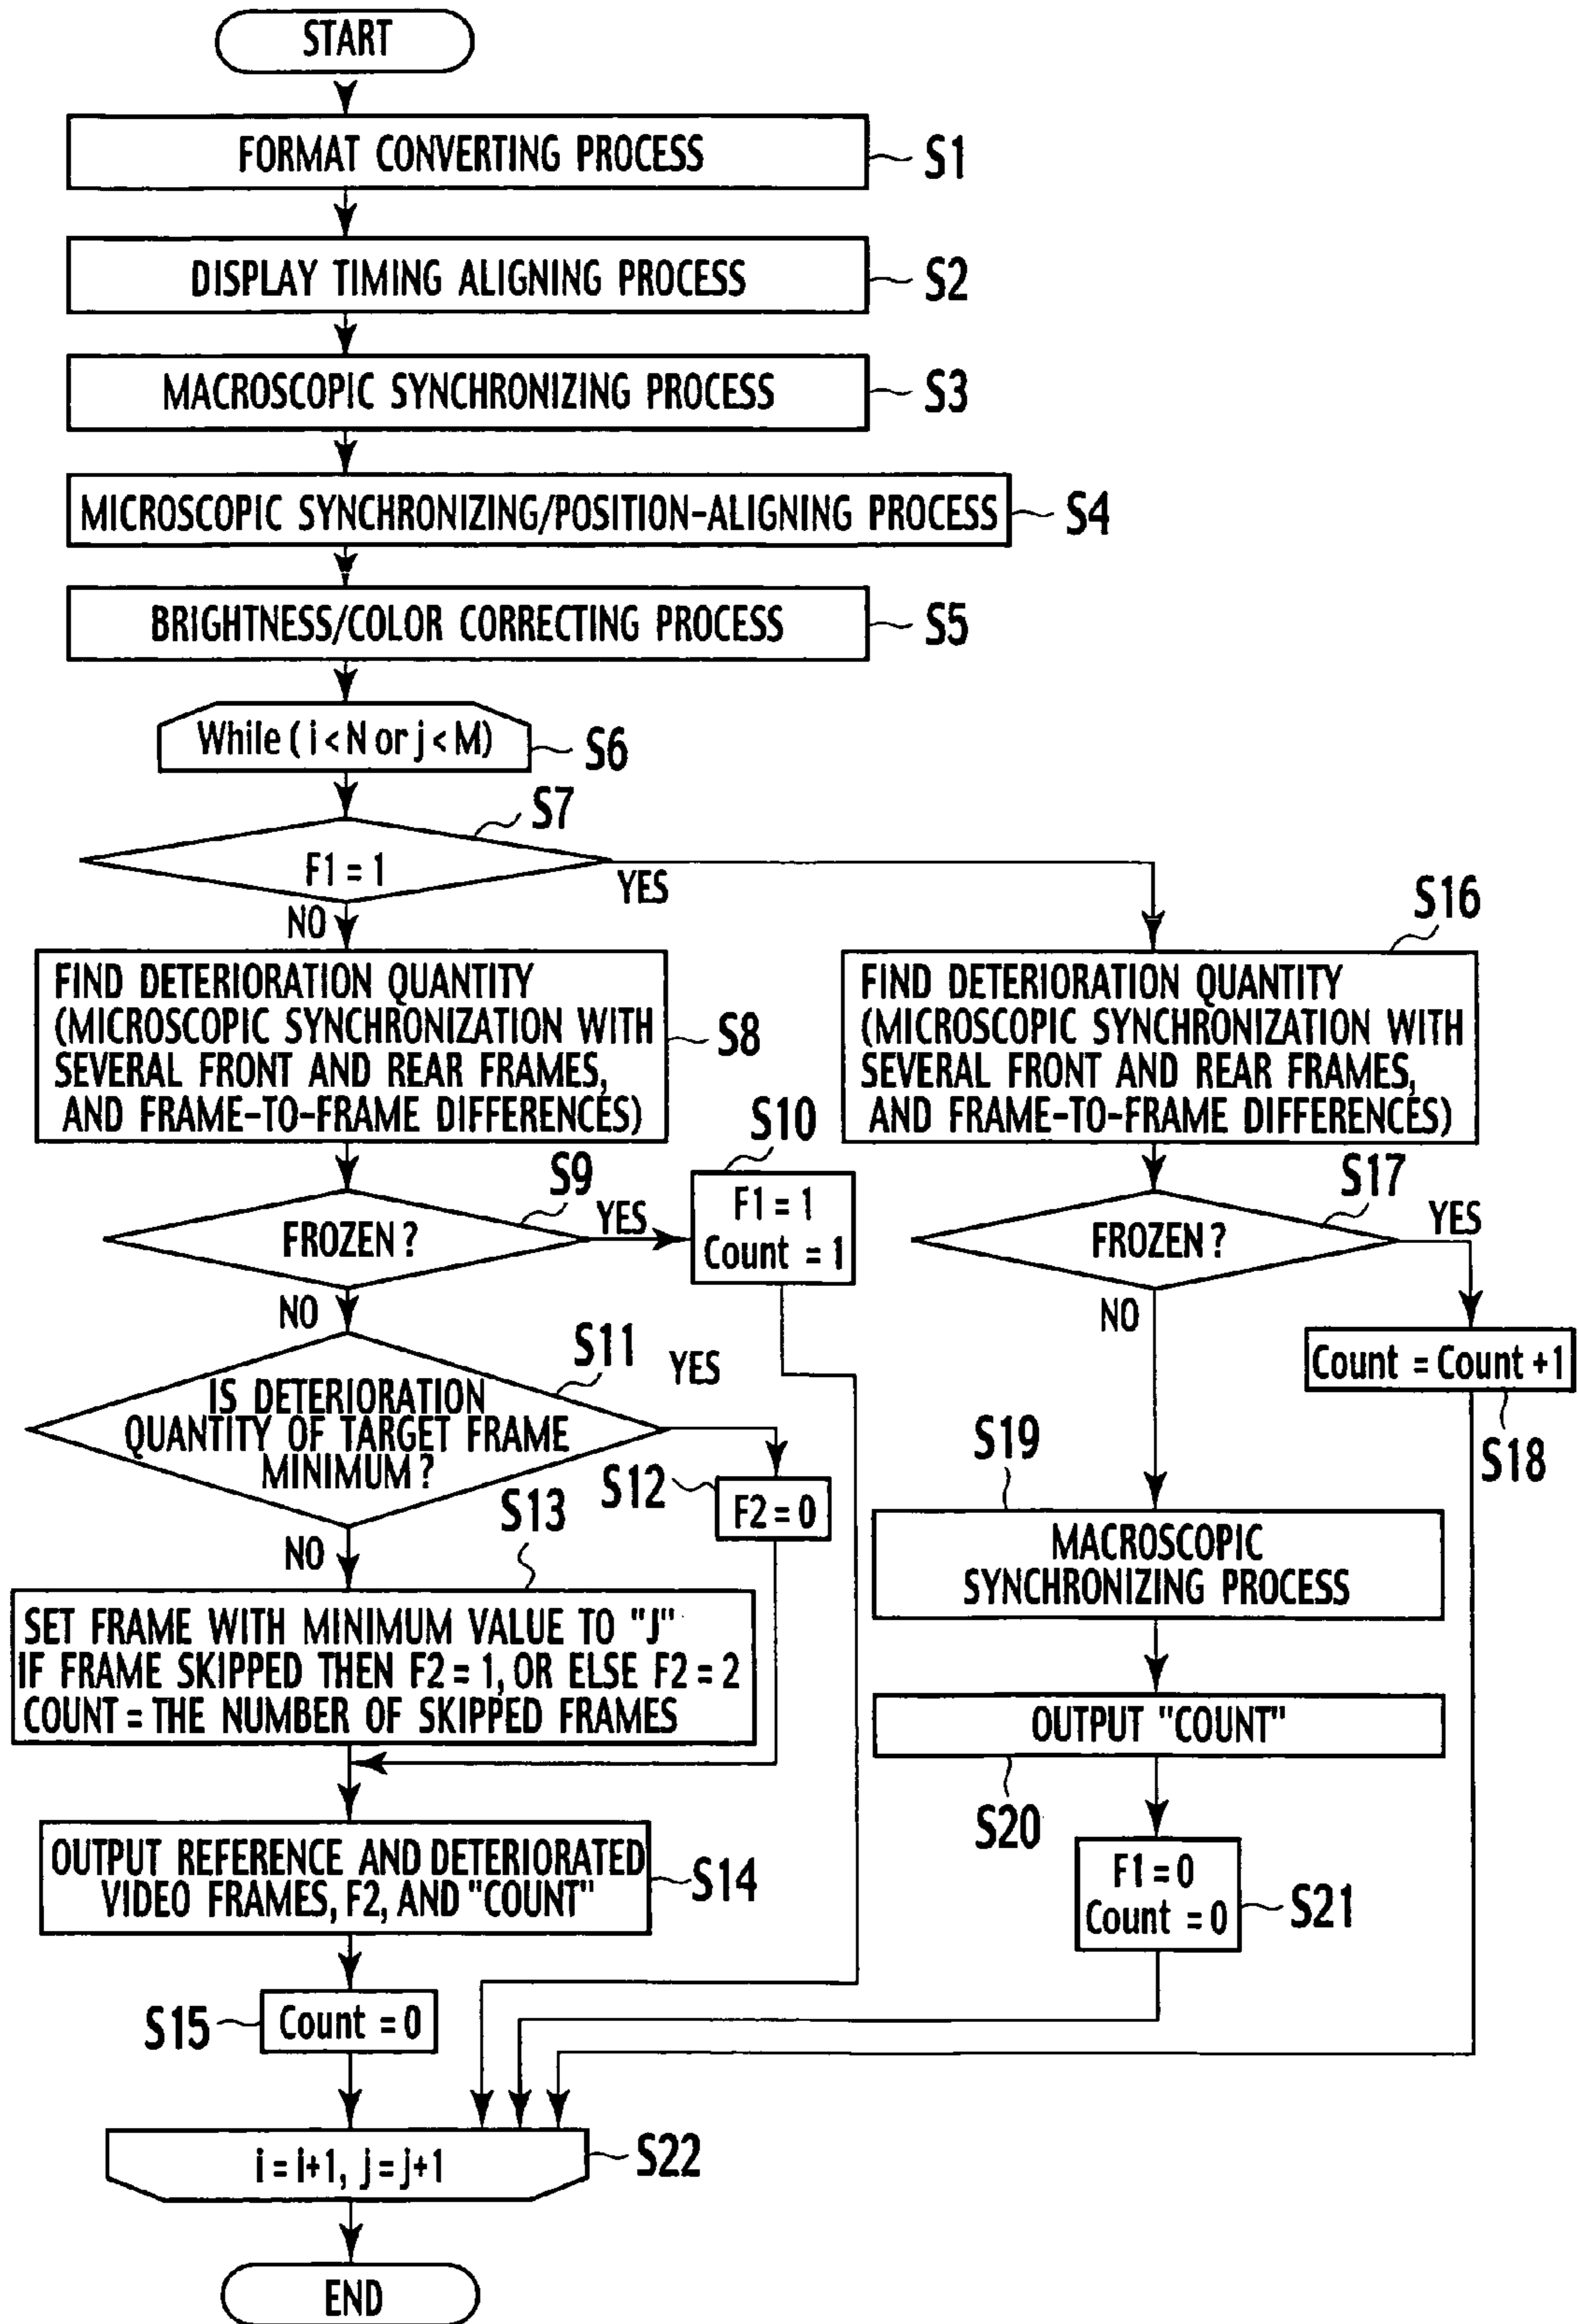 START
FORMAT CONVERTING PROCESS
S1
DISPLAY TIMING ALIGNING PROCESS
S2
MACROSCOPIC SYNCHRONIZING PROCESS
S3
MICROSCOPIC SYNCHRONIZING/POSITION-ALIGNING PROCESS
S4
BRIGHTNESS/COLOR CORRECTING PROCESS
S5
While ( i < N or j < M)
S6
S7
F1 = 1
YES
NO
FIND DETERIORATION QUANTITY
(MICROSCOPIC SYNCHRONIZATION WITH
SEVERAL FRONT AND REAR FRAMES,
AND FRAME-TO-FRAME DIFFERENCES)
S8
S9
FROZEN ?
YES
S10
F1 = 1
Count = 1
NO
S11
IS DETERIORATION
QUANTITY OF TARGET FRAME
MINIMUM ?
YES
S12
F2 = 0
NO
S13
SET FRAME WITH MINIMUM VALUE TO "J"
IF FRAME SKIPPED THEN F2 = 1, OR ELSE F2 = 2
COUNT = THE NUMBER OF SKIPPED FRAMES
OUTPUT REFERENCE AND DETERIORATED
VIDEO FRAMES, F2, AND "COUNT"
S14
S15
Count = 0
S16
FIND DETERIORATION QUANTITY
(MICROSCOPIC SYNCHRONIZATION WITH
SEVERAL FRONT AND REAR FRAMES,
AND FRAME-TO-FRAME DIFFERENCES)
S17
FROZEN ?
YES
Count = Count +1
S18
NO
S19
MACROSCOPIC
SYNCHRONIZING PROCESS
OUTPUT "COUNT"
S20
F1 = 0
Count = 0
S21
i = i+1, j = j+1
S22
END